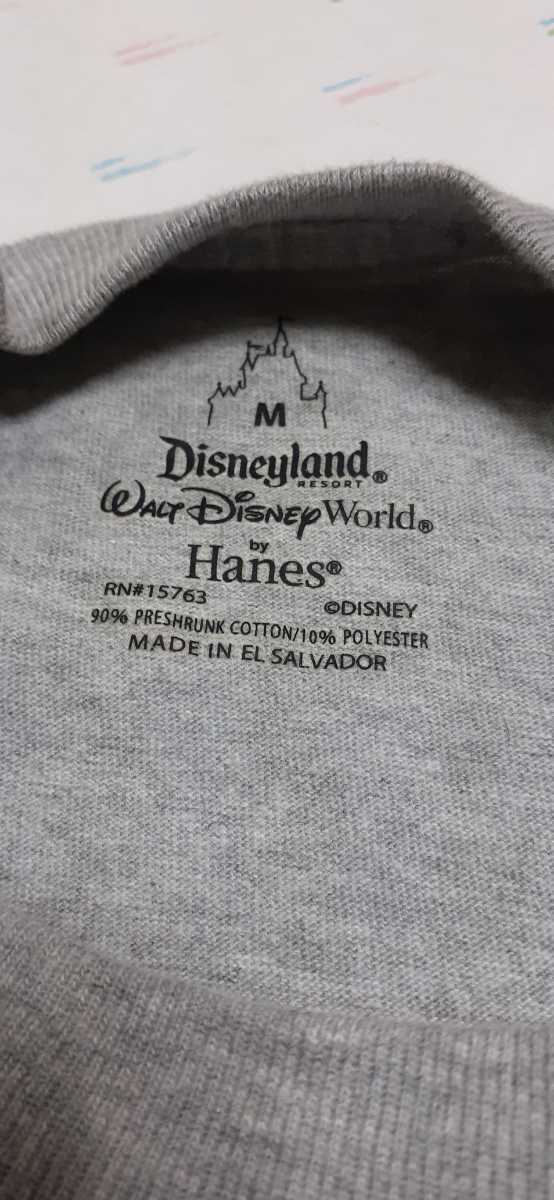 M
Disneyland®
RESORT
WALT DISNEY World®
by
Hanes®
RN#15763 ©DISNEY
90% PRESHRUNK COTTON/10% POLYESTER
MADE IN EL SALVADOR